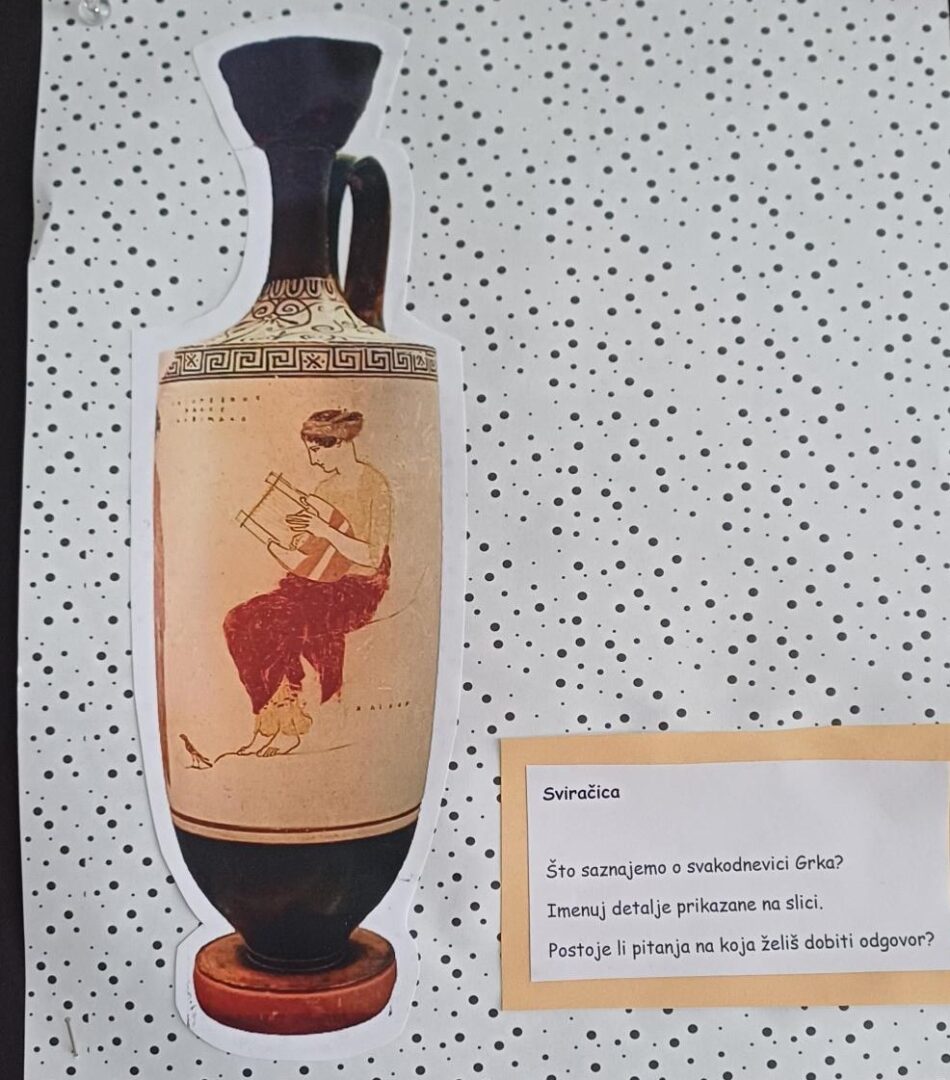 Sviračica
Što saznajemo o svakodnevici Grka?
Imenuj detalje prikazane na slici.
Postoje li pitanja na koja želiš dobiti odgovor?